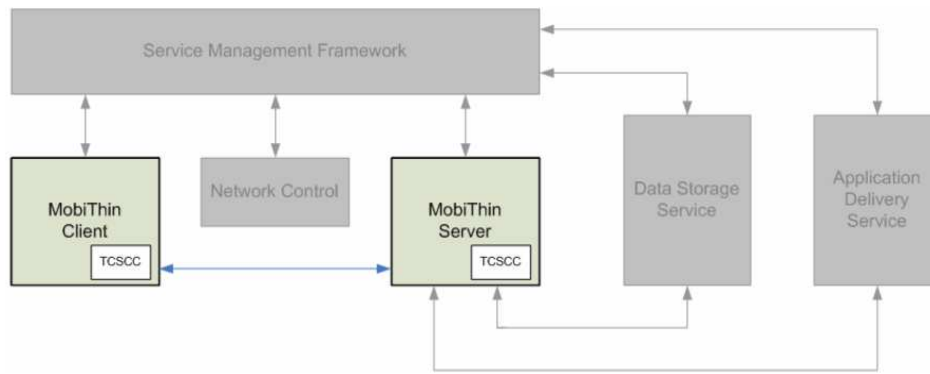 Service Management Framework
MobiThin
Client
TCSCC
Network Control
MobiThin
Server
TCSCC
Data Storage
Service
Application
Delivery
Service